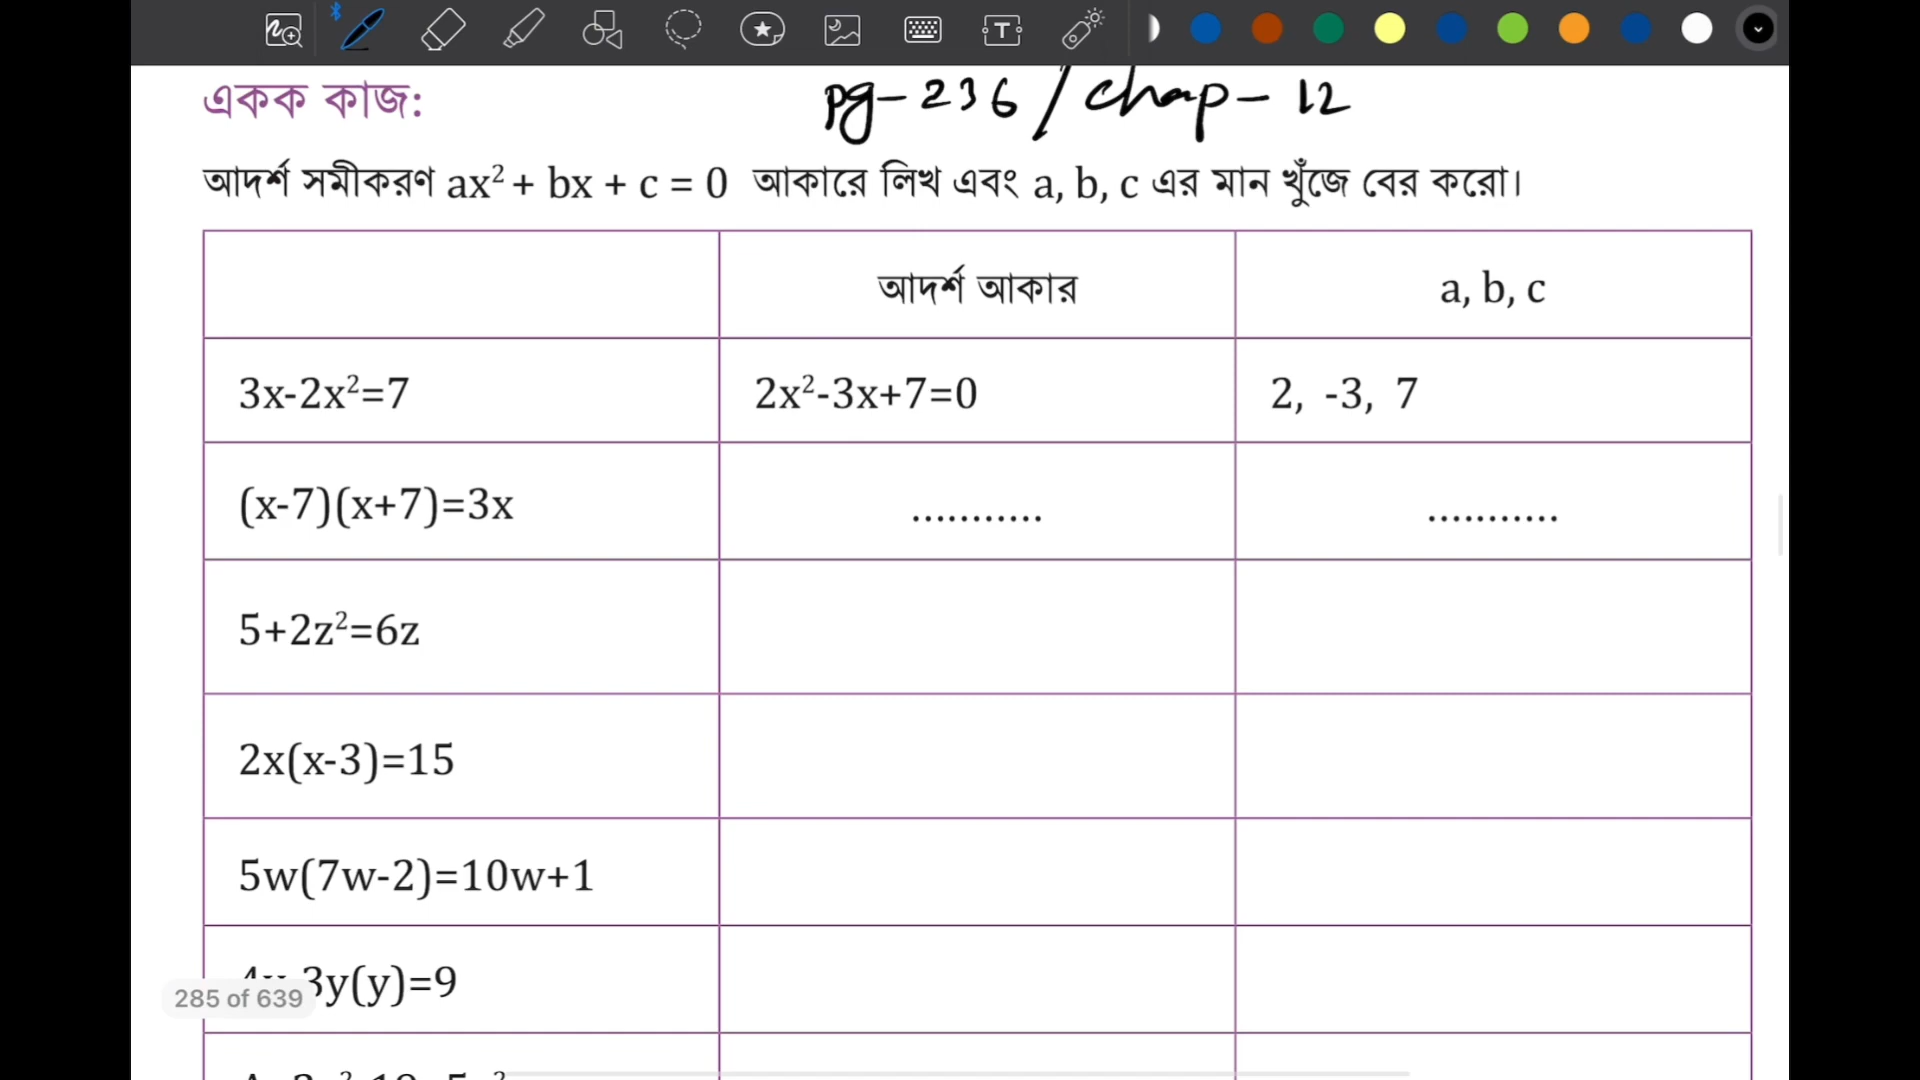 একক কাজ:
pg-236 / chap-12
আদর্শ সমীকরণ ax² + bx + c = 0 আকারে লিখ এবং a, b, c এর মান খুঁজে বের করো।
আদর্শ আকার a, b, c
3x-2x²=7 2x²-3x+7=0 2, -3, 7
(x-7)(x+7)=3x ........... ...........
5+2z²=6z
2x(x-3)=15
5w(7w-2)=10w+1
3y(y)=9
285 of 639